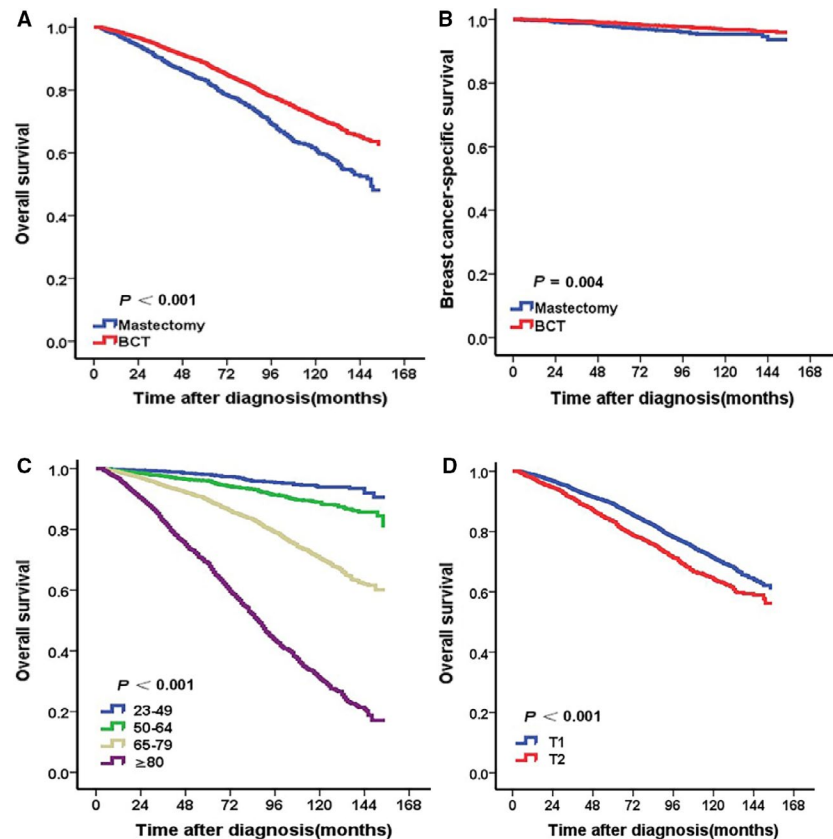 A
Overall survival
1.0
0.8
0.6
0.4
0.2
0.0
P < 0.001
Mastectomy
BCT
0 24 48 72 96 120 144 168
Time after diagnosis(months)
B
Breast cancer-specific survival
1.0
0.8
0.6
0.4
0.2
0.0
P = 0.004
Mastectomy
BCT
0 24 48 72 96 120 144 168
Time after diagnosis(months)
C
Overall survival
1.0
0.8
0.6
0.4
0.2
0.0
P < 0.001
23-49
50-64
65-79
≥80
0 24 48 72 96 120 144 168
Time after diagnosis(months)
D
Overall survival
1.0
0.8
0.6
0.4
0.2
0.0
P < 0.001
T1
T2
0 24 48 72 96 120 144 168
Time after diagnosis(months)